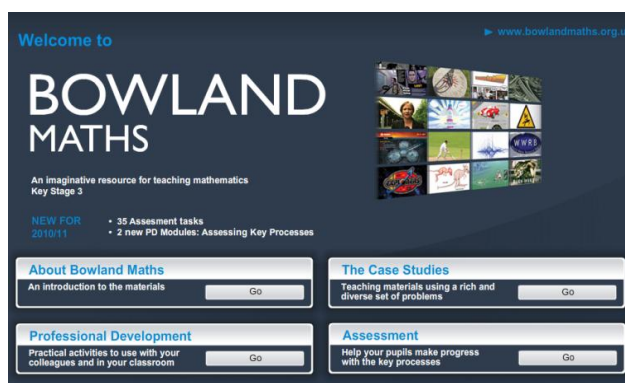 Welcome to
www.bowlandmaths.org.u
BOWLAND
MATHS
WWRB
An imaginative resource for teaching mathematics
Key Stage 3
NEW FOR
2010/11
• 35 Assesment tasks
• 2 new PD Modules: Assessing Key Processes
About Bowland Maths
An introduction to the materials
Go
The Case Studies
Teaching materials using a rich and
diverse set of problems
Go
Professional Development
Practical activities to use with your
colleagues and in your classroom
Go
Assessment
Help your pupils make progress
with the key processes
Go